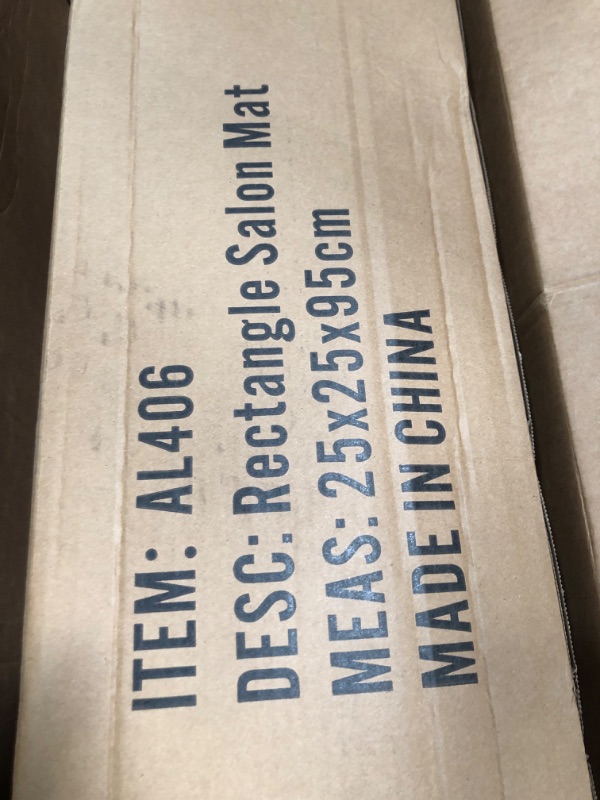 ITEM: AL406
DESC: Rectangle Salon Mat
MEAS: 25x25x95cm
MADE IN CHINA